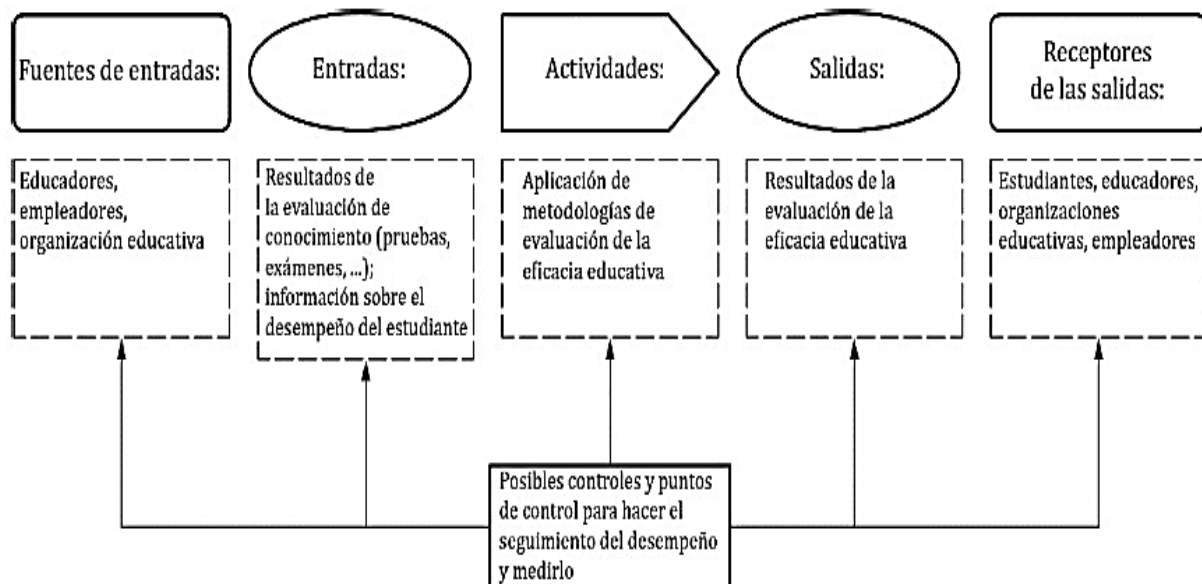 Fuentes de entradas:
Entradas:
Actividades:
Salidas:
Receptores
de las salidas:
Educadores,
empleadores,
organización educativa
Resultados de
la evaluación de
conocimiento (pruebas,
exámenes, ...);
información sobre el
desempeño del estudiante
Aplicación de
metodologías de
evaluación de la
eficacia educativa
Resultados de la
evaluación de la
eficacia educativa
Estudiantes, educadores,
organizaciones
educativas, empleadores
Posibles controles y puntos
de control para hacer el
seguimiento del desempeño
y medirlo